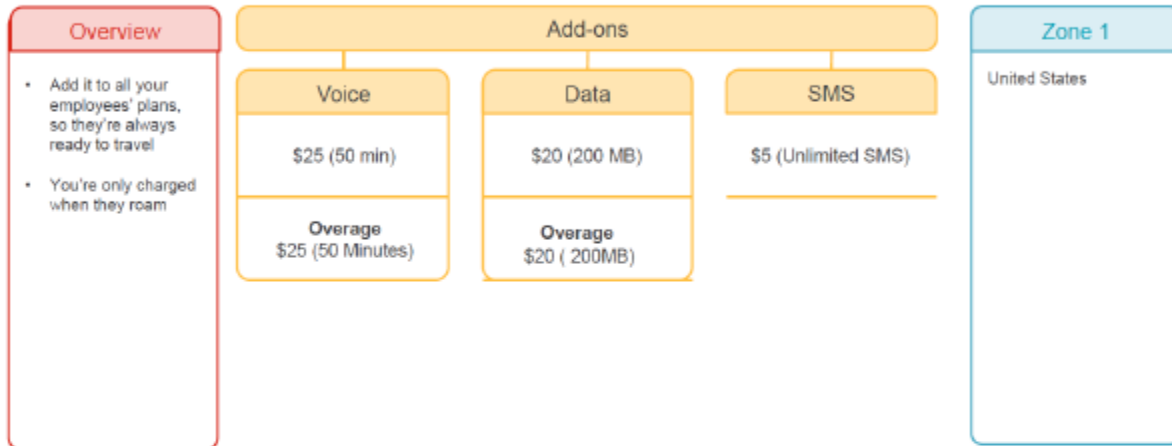 Overview
• Add it to all your
employees' plans,
so they're always
ready to travel
• You're only charged
when they roam
Add-ons
Voice
$25 (50 min)
Overage
$25 (50 Minutes)
Data
$20 (200 MB)
Overage
$20 ( 200MB)
SMS
$5 (Unlimited SMS)
Zone 1
United States